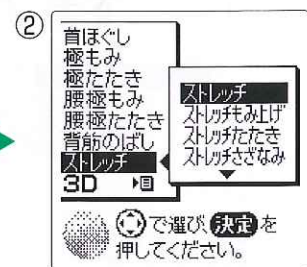 ②
首ほぐし
極もみ
極たたき
腰極もみ
腰極たたき
背筋のばし
ストレッチ
3D
ストレッチ
ストレッチもみ上げ
ストレッチたたき
ストレッチさざなみ
で選び、決定を
押してください。